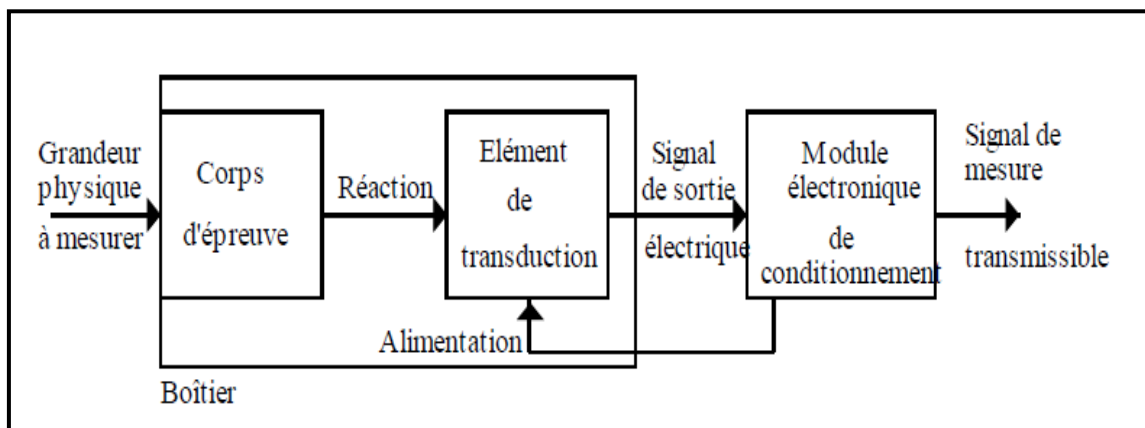 Grandeur
physique
à mesurer
Corps
d'épreuve
Réaction
Elément
de
transduction
Signal
de sortie
électrique
Module
électronique
de
conditionnement
Signal de
mesure
transmissible
Alimentation
Boîtier